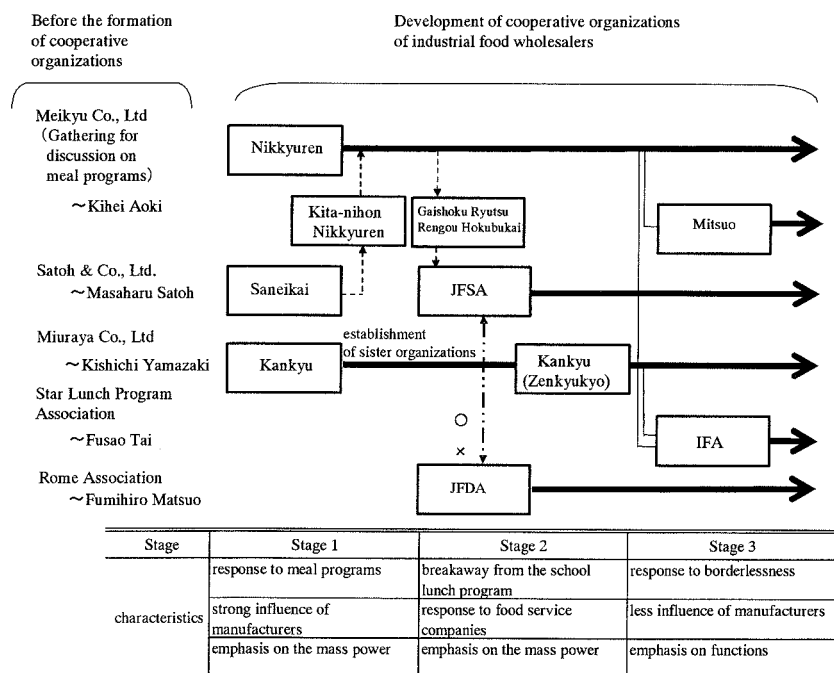 Before the formation
of cooperative
organizations
Development of cooperative organizations
of industrial food wholesalers
Meikyu Co., Ltd
(Gathering for
discussion on
meal programs)
～Kihei Aoki
Satoh & Co., Ltd.
～Masaharu Satoh
Miuraya Co., Ltd
～Kishichi Yamazaki
Star Lunch Program
Association
～Fusao Tai
Rome Association
～Fumihiro Matsuo
Nikkyuren
Kita-nihon
Nikkyuren
Gaishoku Ryutsu
Rengou Hokubukai
Mitsuo
Saneikai
JFSA
establishment
of sister organizations
Kankyu
Kankyu
(Zenkyukyo)
○
×
IFA
JFDA
Stage Stage 1 Stage 2 Stage 3
characteristics
response to meal programs
breakaway from the school
lunch program
response to borderlessness
strong influence of
manufacturers
response to food service
companies
less influence of manufacturers
emphasis on the mass power
emphasis on the mass power
emphasis on functions